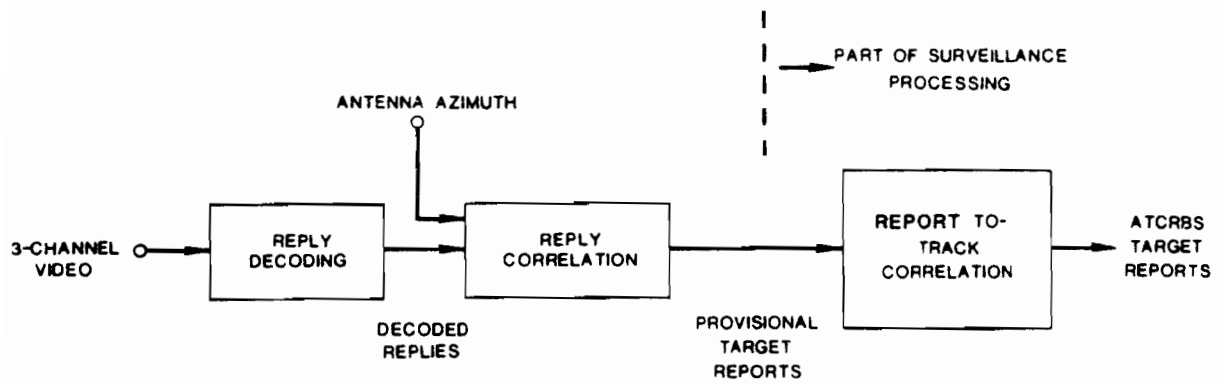 PART OF SURVEILLANCE
PROCESSING
ANTENNA AZIMUTH
3-CHANNEL
VIDEO
REPLY
DECODING
DECODED
REPLIES
REPLY
CORRELATION
PROVISIONAL
TARGET
REPORTS
REPORT TO-
TRACK
CORRELATION
ATCRBS
TARGET
REPORTS